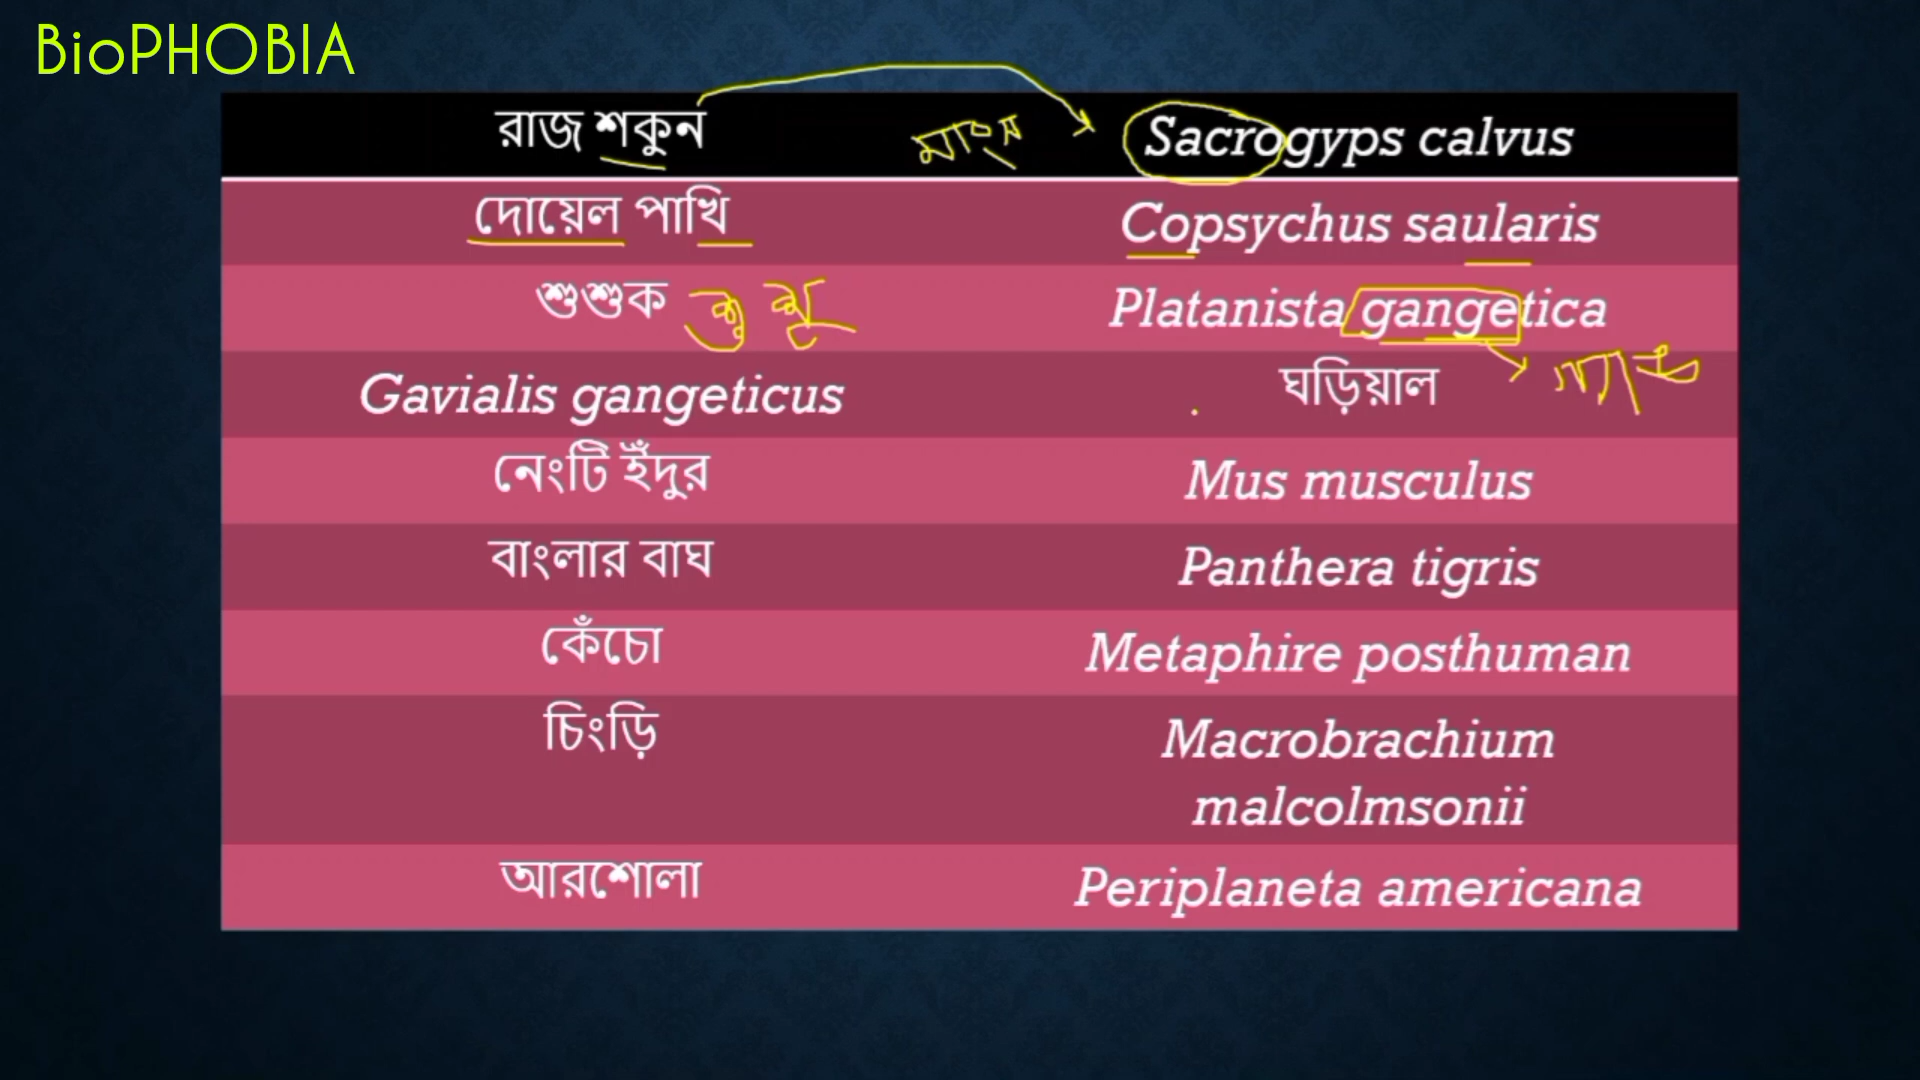 BioPHOBIA
রাজ শকুন মাংস Sacrogyps calvus
দোয়েল পাখি Copsychus saularis
শুশুক Platanista gangetica
Gavialis gangeticus ঘড়িয়াল
নেংটি ইঁদুর Mus musculus
বাংলার বাঘ Panthera tigris
কেঁচো Metaphire posthuman
চিংড়ি Macrobrachium
malcolmsonii
আরশোলা Periplaneta americana